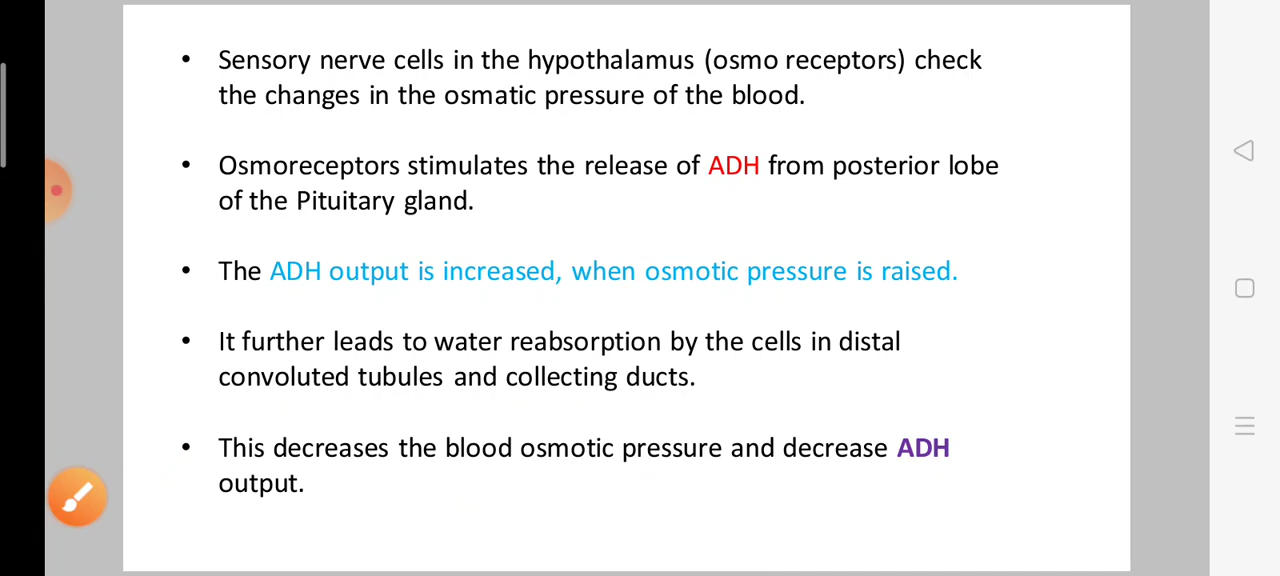 • Sensory nerve cells in the hypothalamus (osmo receptors) check
the changes in the osmatic pressure of the blood.
• Osmoreceptors stimulates the release of ADH from posterior lobe
of the Pituitary gland.
• The ADH output is increased, when osmotic pressure is raised.
• It further leads to water reabsorption by the cells in distal
convoluted tubules and collecting ducts.
• This decreases the blood osmotic pressure and decrease ADH
output.